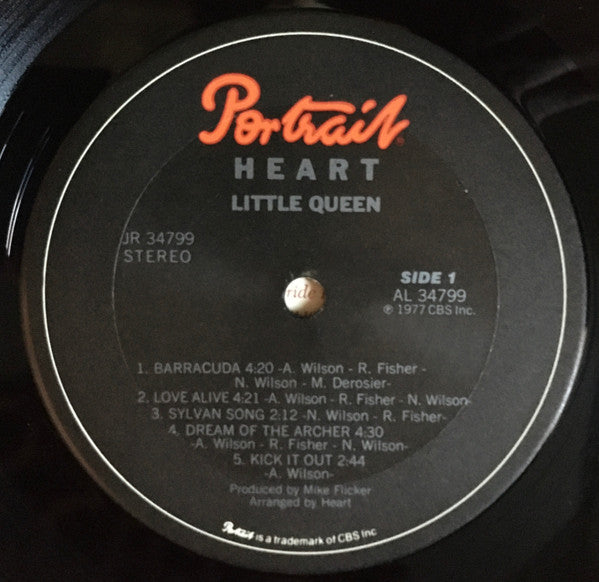 Portrait
HEART
LITTLE QUEEN
JR 34799
STEREO
SIDE 1
AL 34799
℗ 1977 CBS Inc.
ride
1. BARRACUDA 4:20 -A. Wilson - R. Fisher -
N. Wilson - M. Derosier-
2. LOVE ALIVE 4:21 -A. Wilson - R. Fisher - N. Wilson-
3. SYLVAN SONG 2:12 -N. Wilson - R. Fisher-
4. DREAM OF THE ARCHER 4:30
-A. Wilson - R. Fisher - N. Wilson-
5. KICK IT OUT 2:44
-A. Wilson-
Produced by Mike Flicker
Arranged by Heart
Portrait is a trademark of CBS Inc